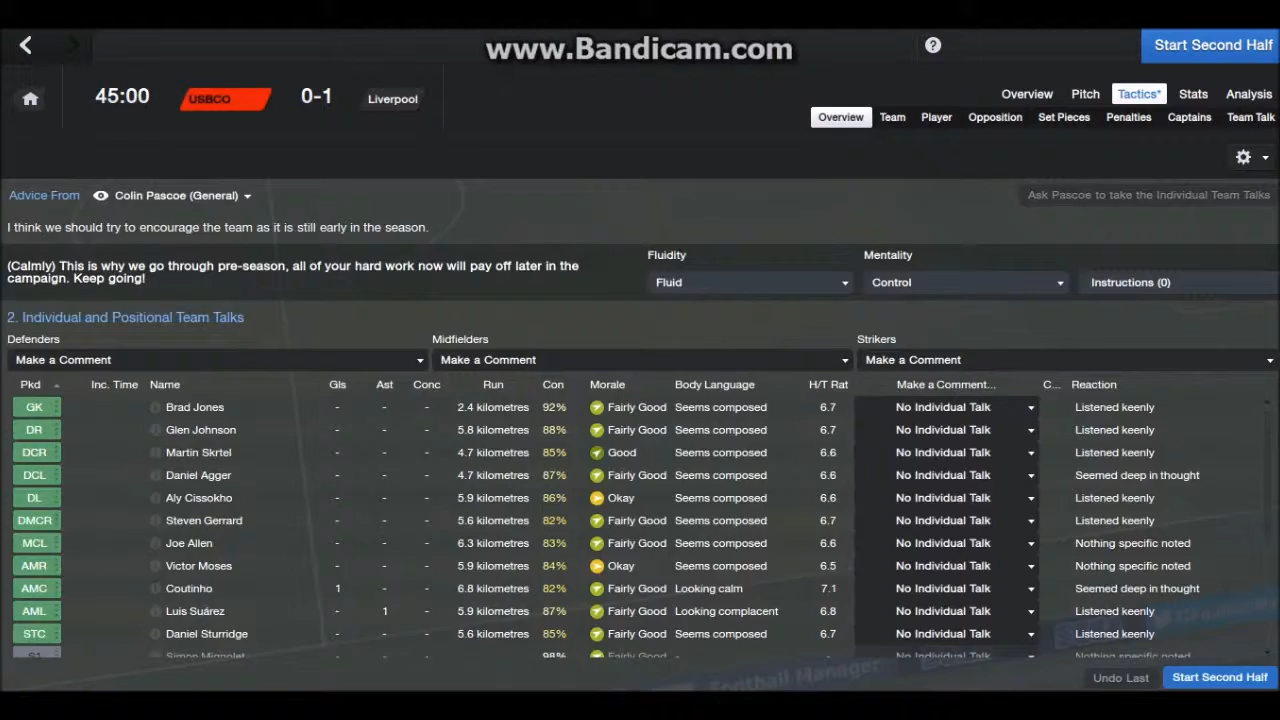 www.Bandicam.com
Start Second Half
45:00 USBCO 0-1 Liverpool
Overview Pitch Tactics* Stats Analysis
Overview Team Player Opposition Set Pieces Penalties Captains Team Talk
Advice From Colin Pascoe (General) Ask Pascoe to take the Individual Team Talks
I think we should try to encourage the team as it is still early in the season.
Fluidity Mentality
(Calmly) This is why we go through pre-season, all of your hard work now will pay off later in the
campaign. Keep going!
Fluid Control Instructions (0)
2. Individual and Positional Team Talks
Defenders Midfielders Strikers
Make a Comment Make a Comment Make a Comment
Pkd Inc. Time Name Gls Ast Conc Run Con Morale Body Language H/T Rat Make a Comment... C... Reaction
GK Brad Jones - - - 2.4 kilometres 92% Fairly Good Seems composed 6.7 No Individual Talk Listened keenly
DR Glen Johnson - - - 5.8 kilometres 88% Fairly Good Seems composed 6.7 No Individual Talk Listened keenly
DCR Martin Skrtel - - - 4.7 kilometres 85% Good Seems composed 6.6 No Individual Talk Listened keenly
DCL Daniel Agger - - - 4.7 kilometres 87% Fairly Good Seems composed 6.6 No Individual Talk Seemed deep in thought
DL Aly Cissokho - - - 5.9 kilometres 86% Okay Seems composed 6.6 No Individual Talk Listened keenly
DMCR Steven Gerrard - - - 5.6 kilometres 82% Fairly Good Seems composed 6.7 No Individual Talk Listened keenly
MCL Joe Allen - - - 6.3 kilometres 83% Fairly Good Seems composed 6.6 No Individual Talk Nothing specific noted
AMR Victor Moses - - - 5.9 kilometres 84% Okay Seems composed 6.5 No Individual Talk Nothing specific noted
AMC Coutinho 1 - - 6.8 kilometres 82% Fairly Good Looking calm 7.1 No Individual Talk Seemed deep in thought
AML Luis Suárez - 1 - 5.9 kilometres 87% Fairly Good Looking complacent 6.8 No Individual Talk Listened keenly
STC Daniel Sturridge - - - 5.6 kilometres 85% Fairly Good Seems composed 6.7 No Individual Talk Listened keenly
S1 Simon Mignolet - - - 98% Fairly Good - - No Individual Talk Nothing specific noted
Football Manager
Undo Last Start Second Half